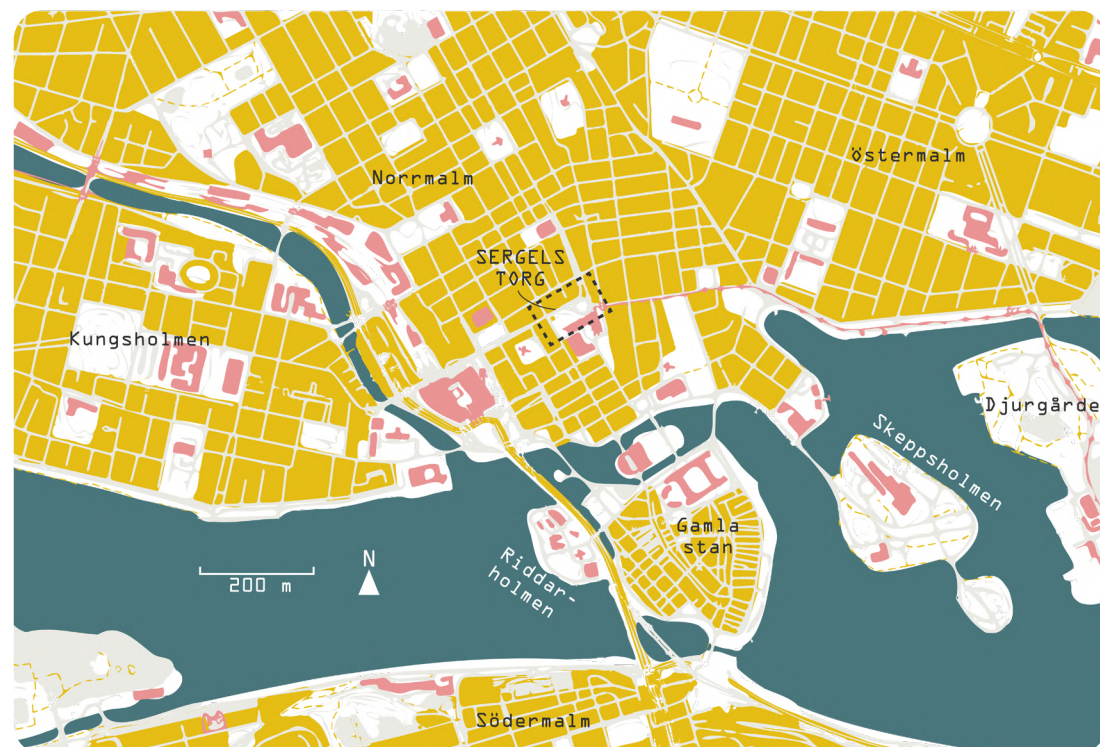 Norrmalm
Östermalm
SERGELS
TORG
Kungsholmen
Djurgårde
Skeppsholmen
Gamla
stan
Riddar-
holmen
N
200 m
Södermalm